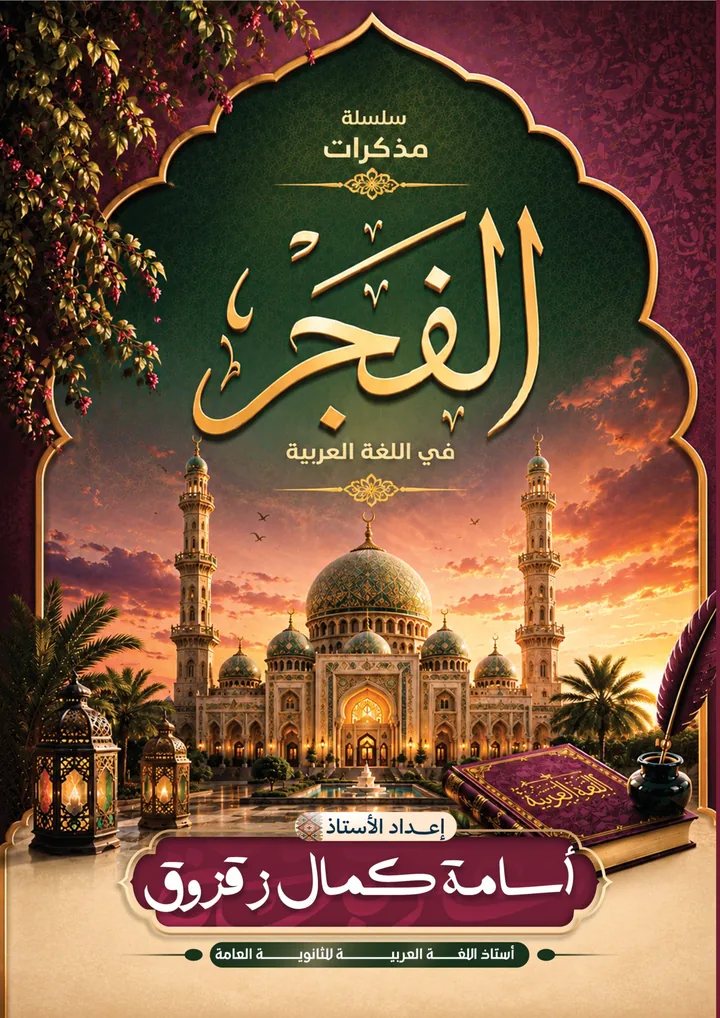 سلسلة
مذكرات
الفجر
في اللغة العربية
اللغة العربية
إعداد الأستاذ
أسامة كمال زقزوق
أستاذ اللغة العربية للثانوية العامة